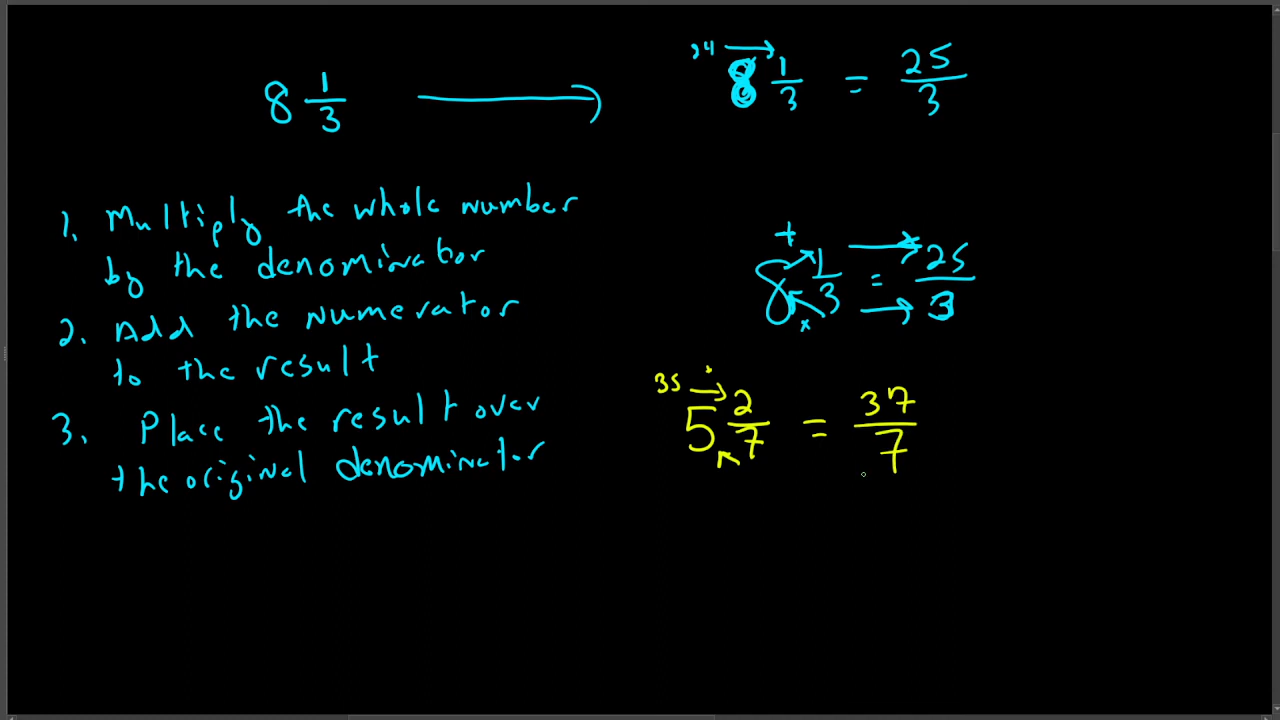 8 1/3 →
24 → 8 1/3 = 25/3
1. Multiply the whole number
by the denominator
2. Add the numerator
to the result
3. Place the result over
the original denominator
+ 8 1/3 × = 25/3
35 → 5 2/7 = 37/7